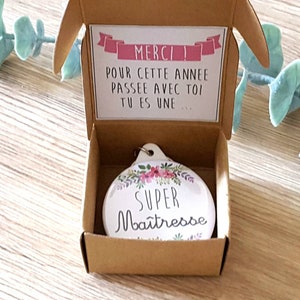 MERCI !
POUR CETTE ANNEE
PASSEE AVEC TOI
TU ES UNE ...
SUPER
Maîtresse